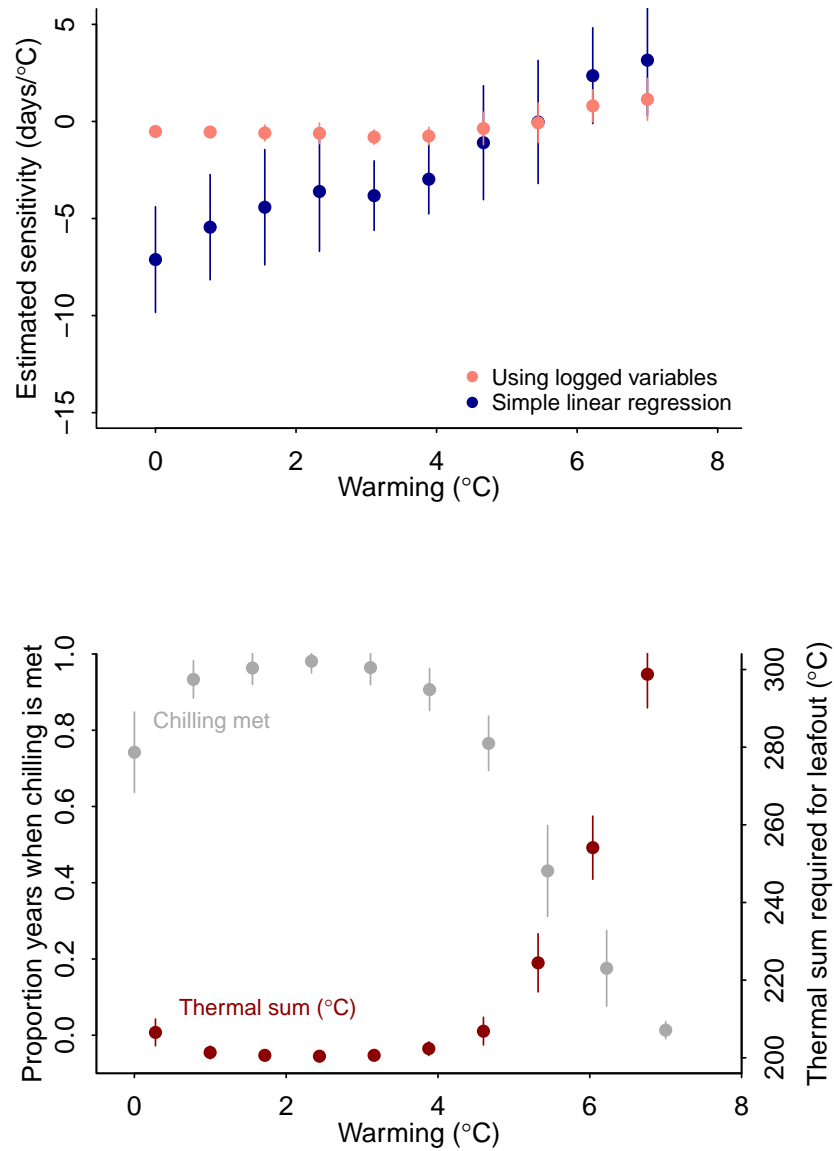 Estimated sensitivity (days/°C)
5
0
−5
−10
−15
Using logged variables
Simple linear regression
0 2 4 6 8
Warming (°C)
Proportion years when chilling is met
1.0
0.8
0.6
0.4
0.2
0.0
Chilling met
Thermal sum (°C)
300
280
260
240
220
200
Thermal sum required for leafout (°C)
0 2 4 6 8
Warming (°C)